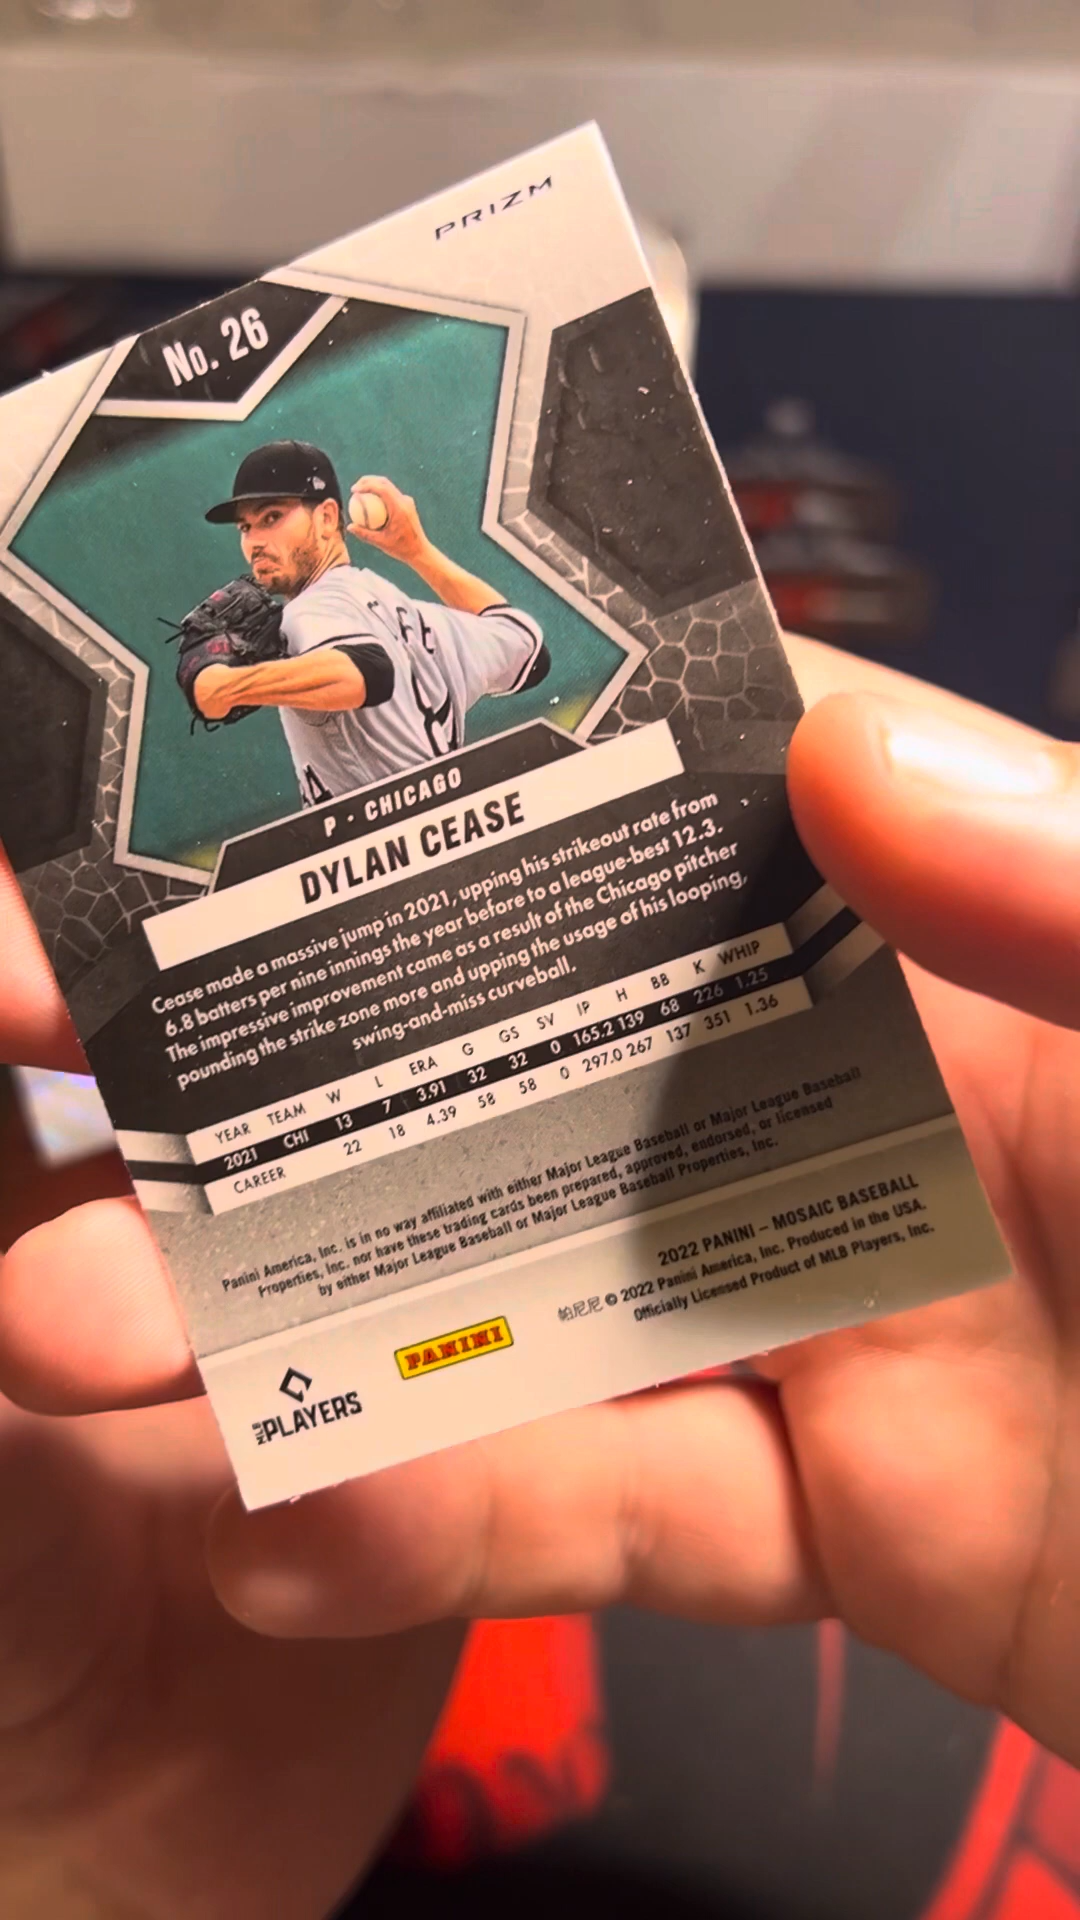 PRIZM
No. 26
P • CHICAGO
DYLAN CEASE
Cease made a massive jump in 2021, upping his strikeout rate from
6.8 batters per nine innings the year before to a league-best 12.3.
The impressive improvement came as a result of the Chicago pitcher
pounding the strike zone more and upping the usage of his looping,
swing-and-miss curveball.
YEAR TEAM W L ERA G GS SV IP H BB K WHIP
2021 CHI 13 7 3.91 32 32 0 165.2 139 68 226 1.25
CAREER 22 18 4.39 58 58 0 297.0 267 137 351 1.36
Panini America, Inc. is in no way affiliated with either Major League Baseball or Major League Baseball
Properties, Inc. nor have these trading cards been prepared, approved, endorsed, or licensed
by either Major League Baseball or Major League Baseball Properties, Inc.
2022 PANINI – MOSAIC BASEBALL
帕尼尼 © 2022 Panini America, Inc. Produced in the USA.
Officially Licensed Product of MLB Players, Inc.
PANINI
MLB PLAYERS